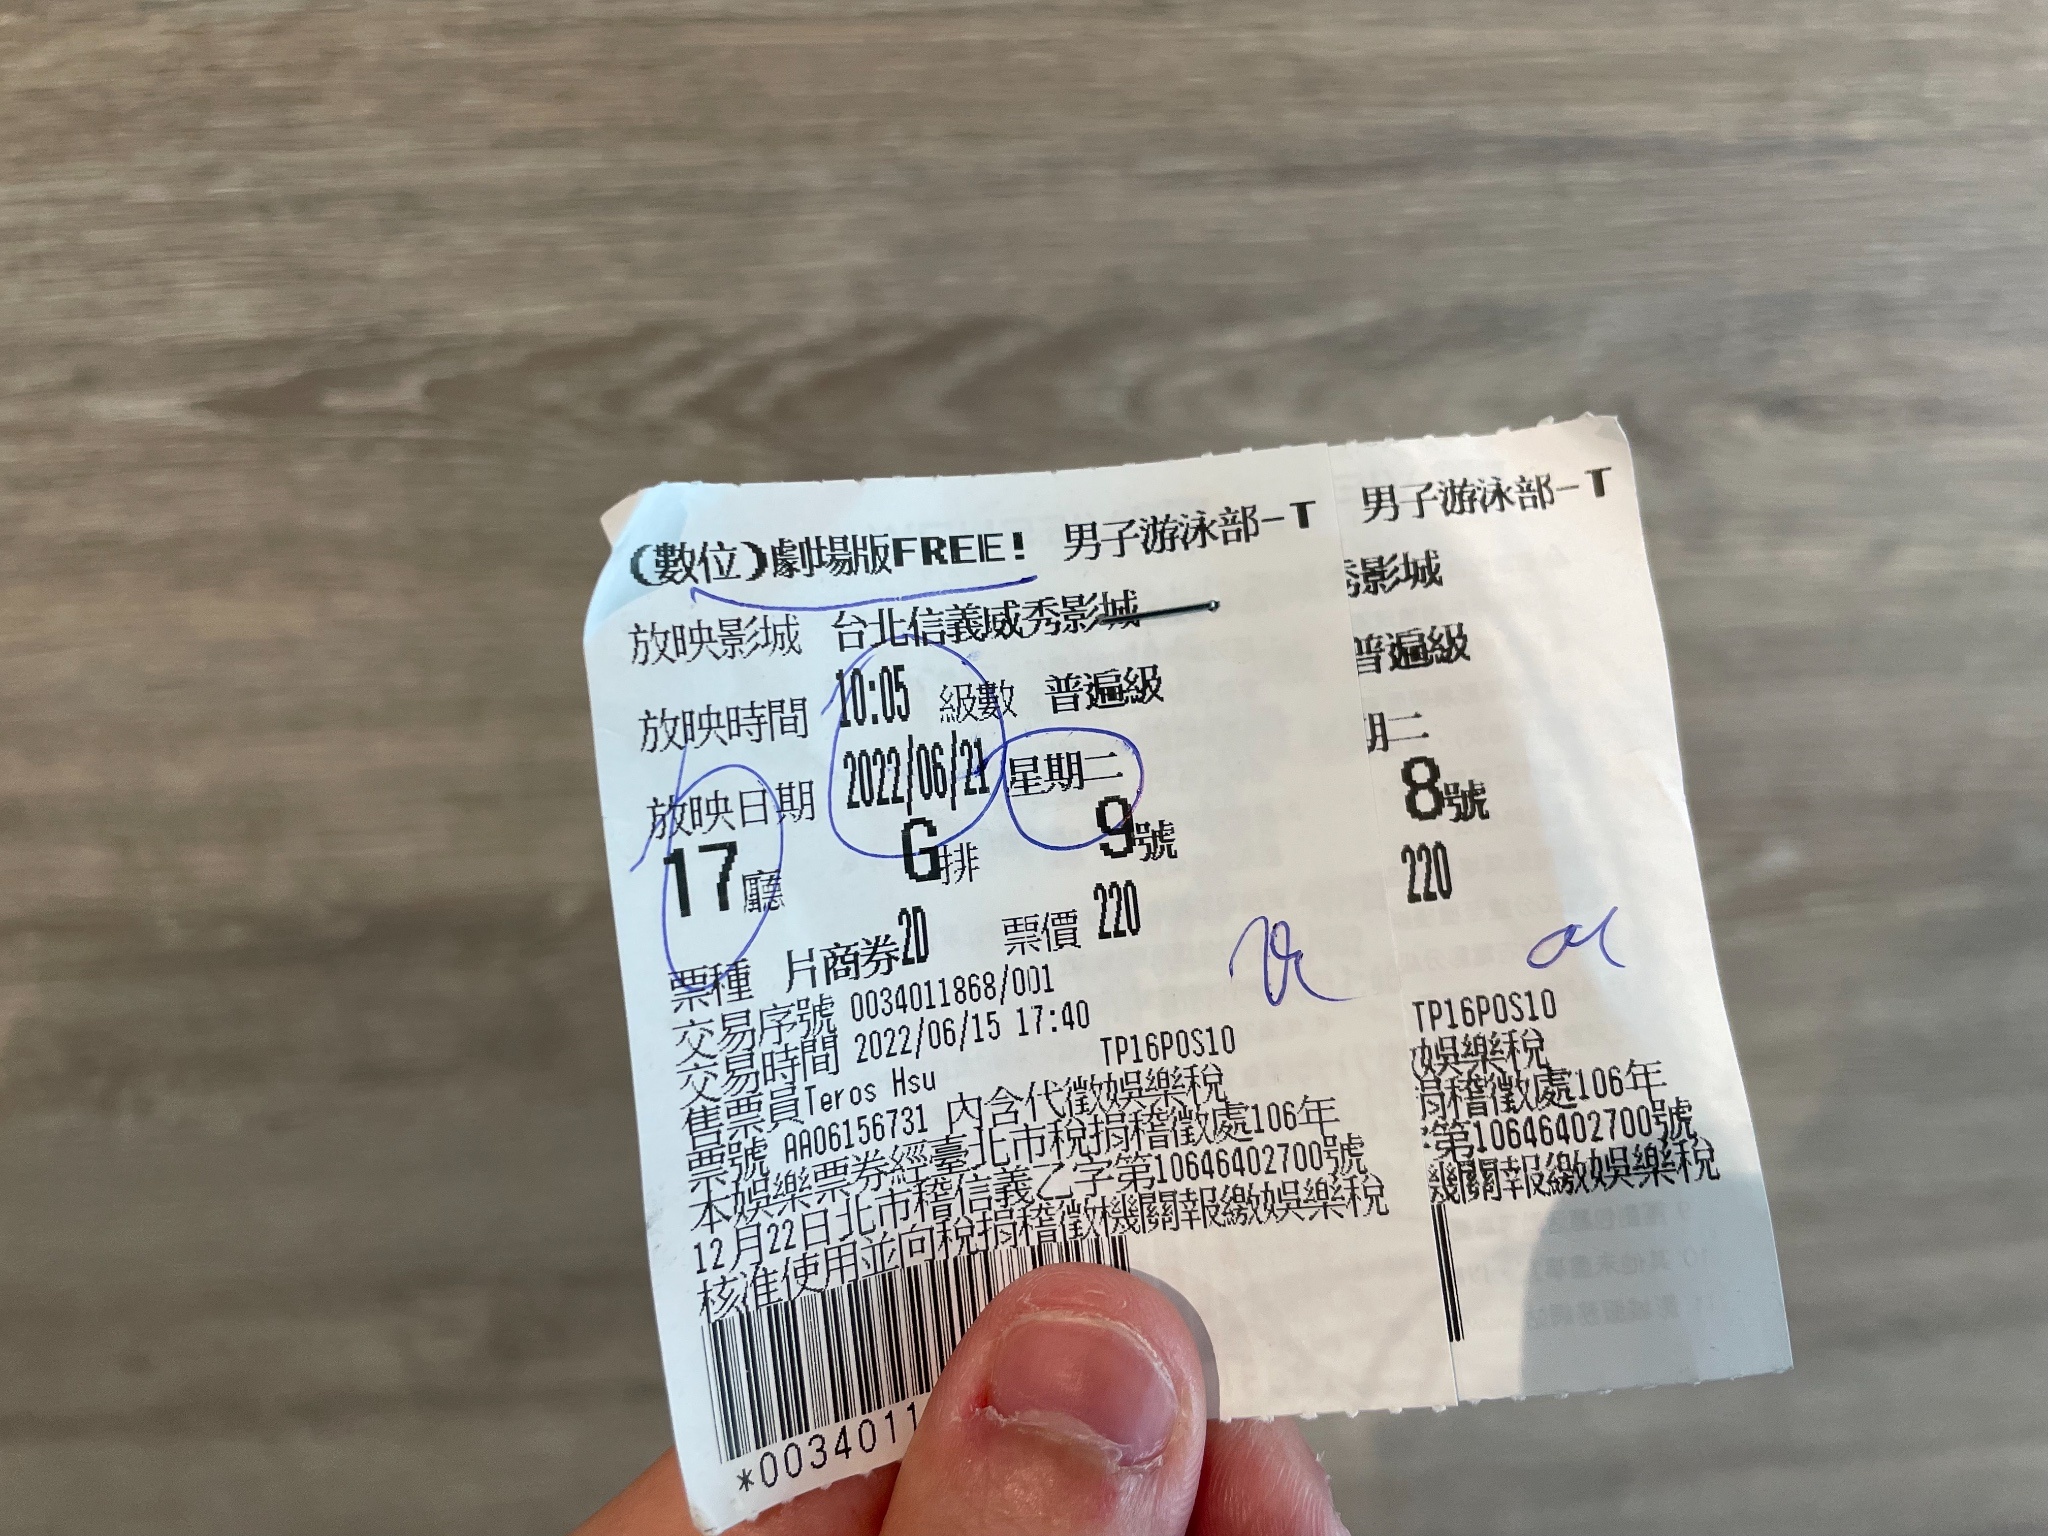 (數位)劇場版FREE! 男子游泳部-T
放映影城 台北信義威秀影城
放映時間 10:05 級數 普遍級
放映日期 2022/06/21 星期二
17廳 G排 9號
票種 片商券2D 票價 220
交易序號 0034011868/001
交易時間 2022/06/15 17:40
售票員Teros Hsu TP16POS10
票號 AA06156731 內含代徵娛樂稅
本娛樂票券經臺北市稅捐稽徵處106年
12月22日北市稽信義乙字第10646402700號
核准使用並向稅捐稽徵機關報繳娛樂稅
*0034011
男子游泳部-T
秀影城
普遍級
期二
8號
220
TP16POS10
娛樂稅
捐稽徵處106年
第10646402700號
機關報繳娛樂稅